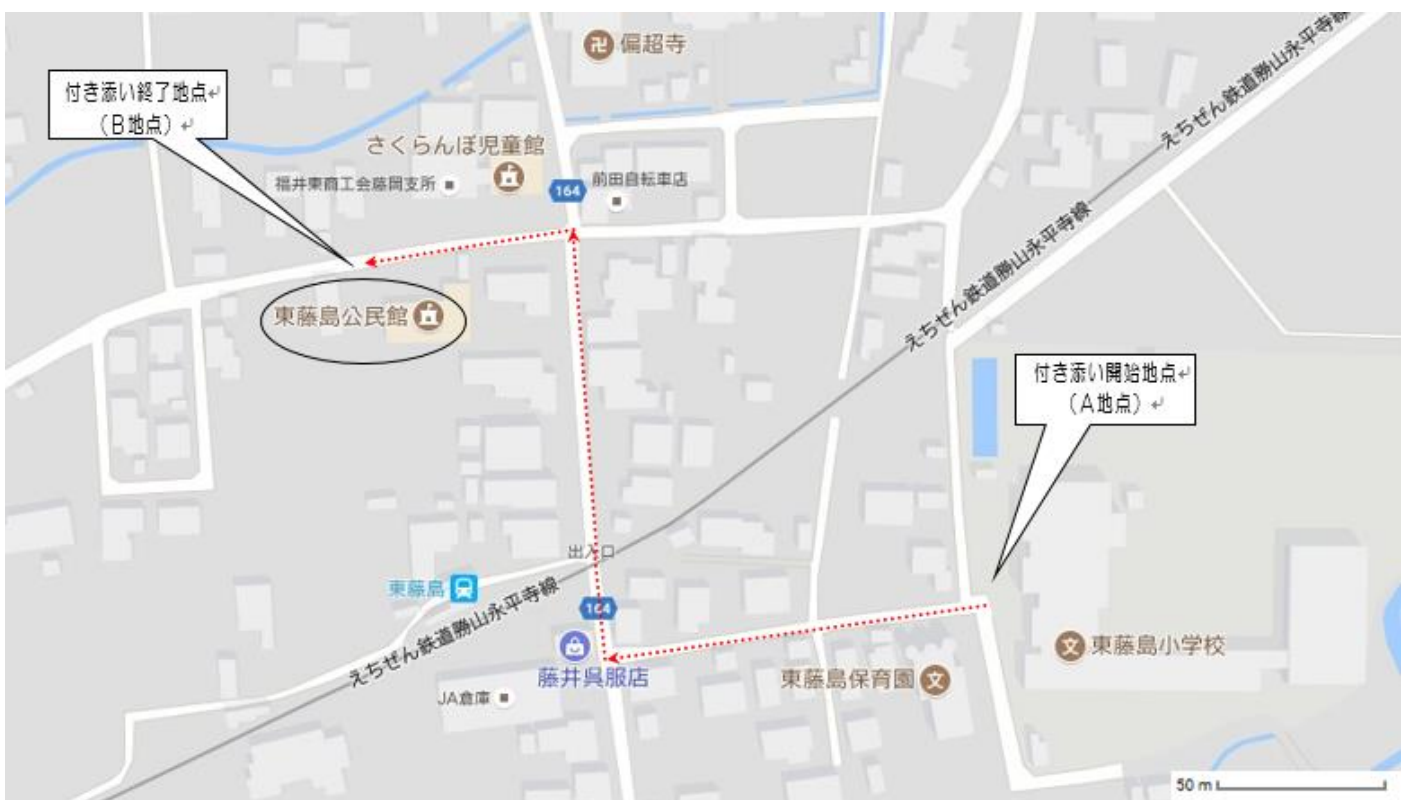 偏超寺
えちぜん鉄道勝山永平寺線
付き添い終了地点↵
（B地点）↵
さくらんぼ児童館
福井東商工会藤岡支所
164
前田自転車店
えちぜん鉄道勝山永平寺線
東藤島公民館
付き添い開始地点↵
（A地点）↵
出入口
東藤島
164
えちぜん鉄道勝山永平寺線
藤井呉服店
JA倉庫
東藤島保育園
文
文
東藤島小学校
50 m